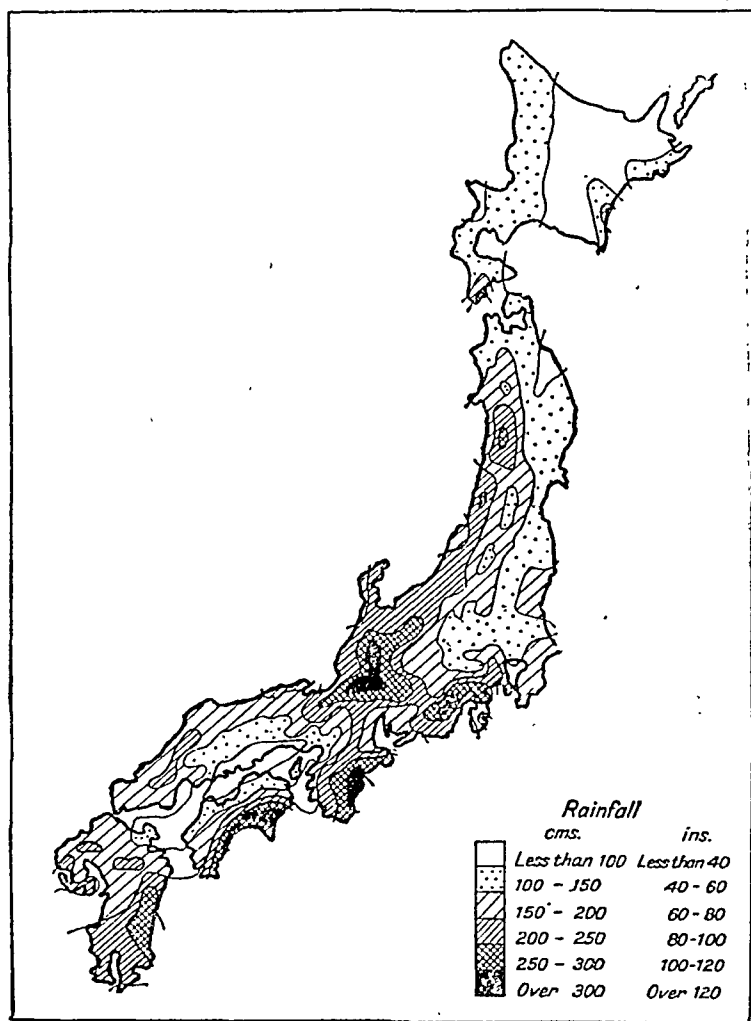 Rainfall
cms. ins.
Less than 100 Less than 40
100 - 150 40 - 60
150 - 200 60 - 80
200 - 250 80-100
250 - 300 100-120
Over 300 Over 120